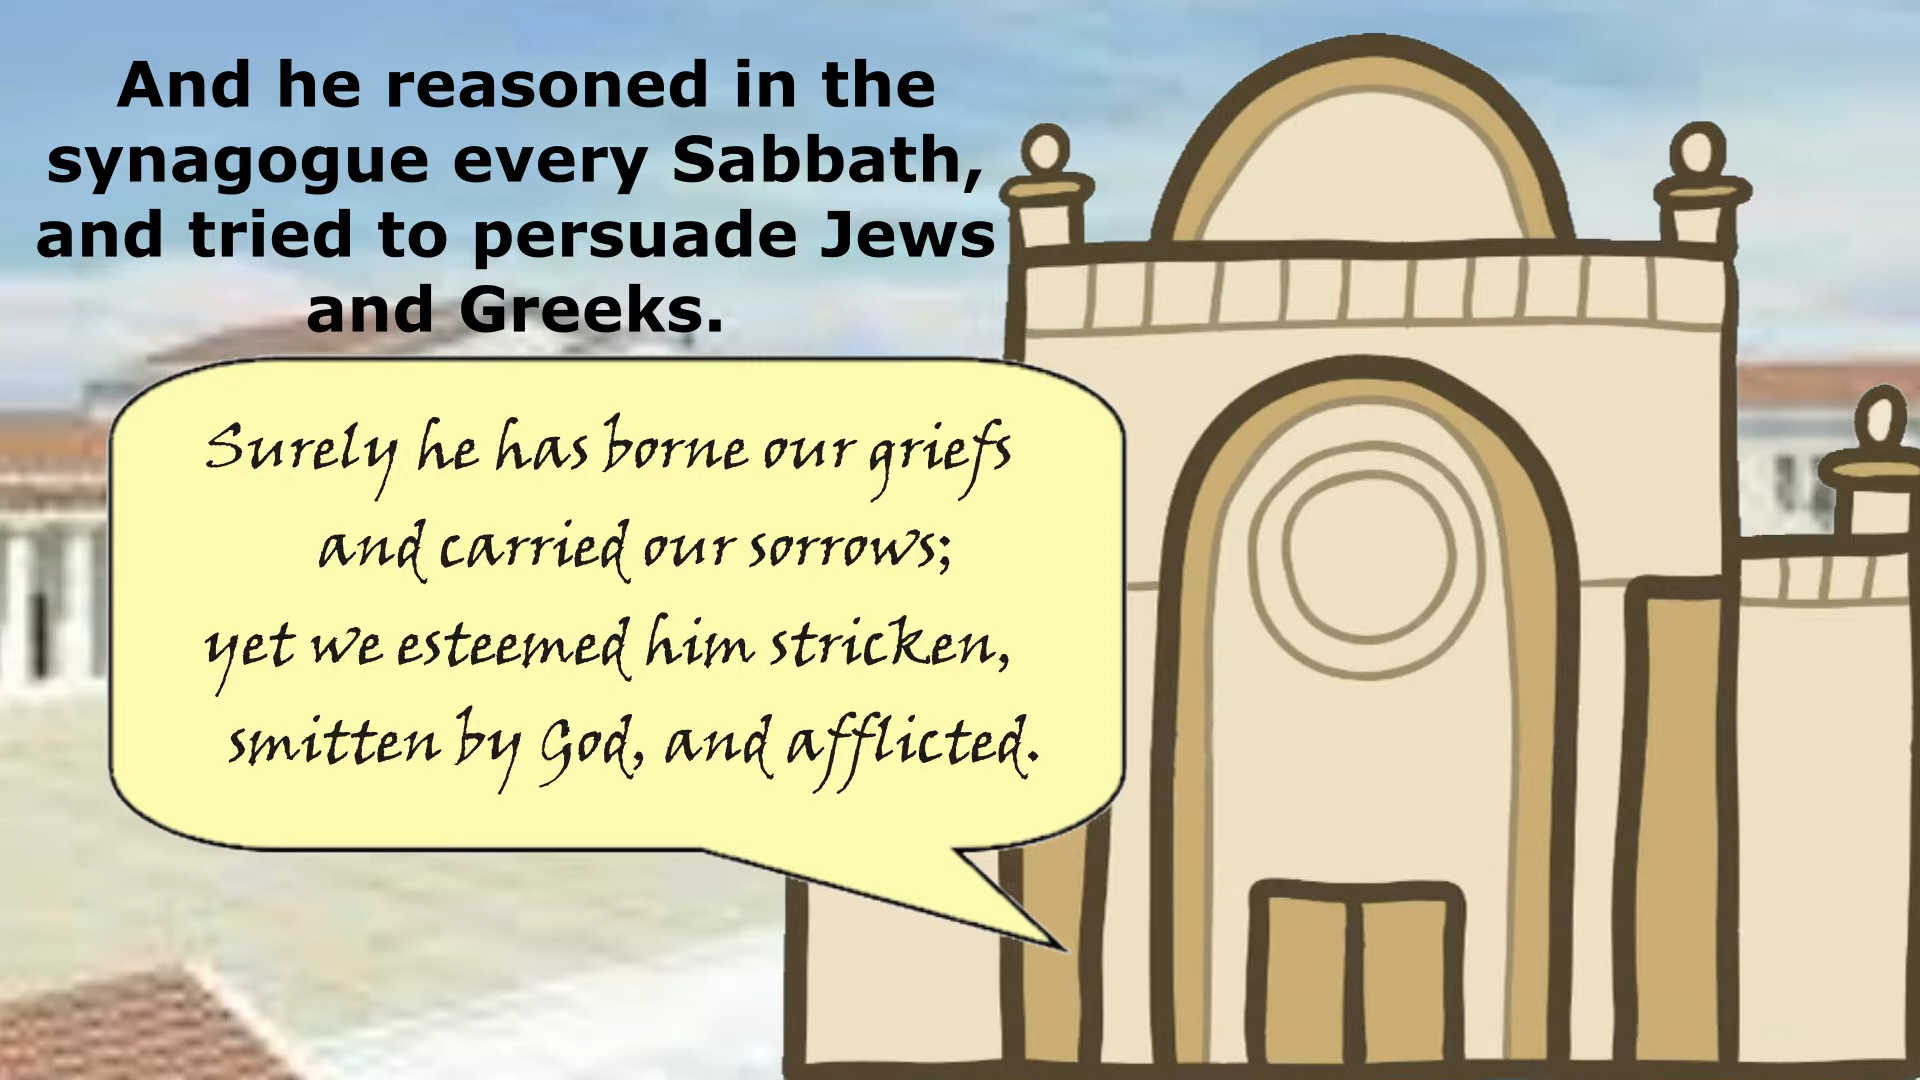 And he reasoned in the
synagogue every Sabbath,
and tried to persuade Jews
and Greeks.
Surely he has borne our griefs
and carried our sorrows;
yet we esteemed him stricken,
smitten by God, and afflicted.